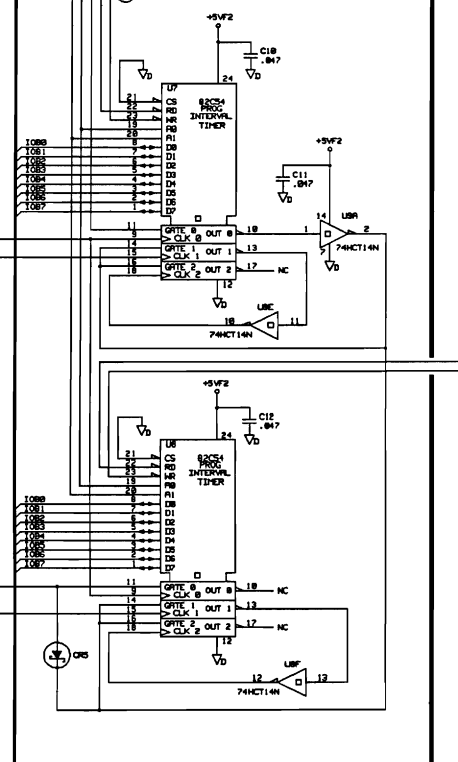 +5VF2
C10
.047
D
24
U7
21 CS
82C54
22 RD
PROG
23 WR
INTERVAL
19 A0
TIMER
20 A1
IOB0 8 D0
IOB1 7 D1
IOB2 6 D2
IOB3 5 D3
IOB4 4 D4
IOB5 3 D5
IOB6 2 D6
IOB7 1 D7
+5VF2
C11
.047
D
14 U9A
11 GATE 0 OUT 0 10
9 CLK 0
1 2
74HCT14N
7
D
14 GATE 1 OUT 1 13
15 CLK 1
16 GATE 2 OUT 2 17 NC
18 CLK 2
12
D
U8E
10 11
74HCT14N
+5VF2
C12
.047
D
24
U6
21 CS
82C54
22 RD
PROG
23 WR
INTERVAL
19 A0
TIMER
20 A1
IOB0 8 D0
IOB1 7 D1
IOB2 6 D2
IOB3 5 D3
IOB4 4 D4
IOB5 3 D5
IOB6 2 D6
IOB7 1 D7
11 GATE 0 OUT 0 10 NC
9 CLK 0
14 GATE 1 OUT 1 13
15 CLK 1
16 GATE 2 OUT 2 17 NC
18 CLK 2
12
D
CR5
U8F
12 13
74HCT14N